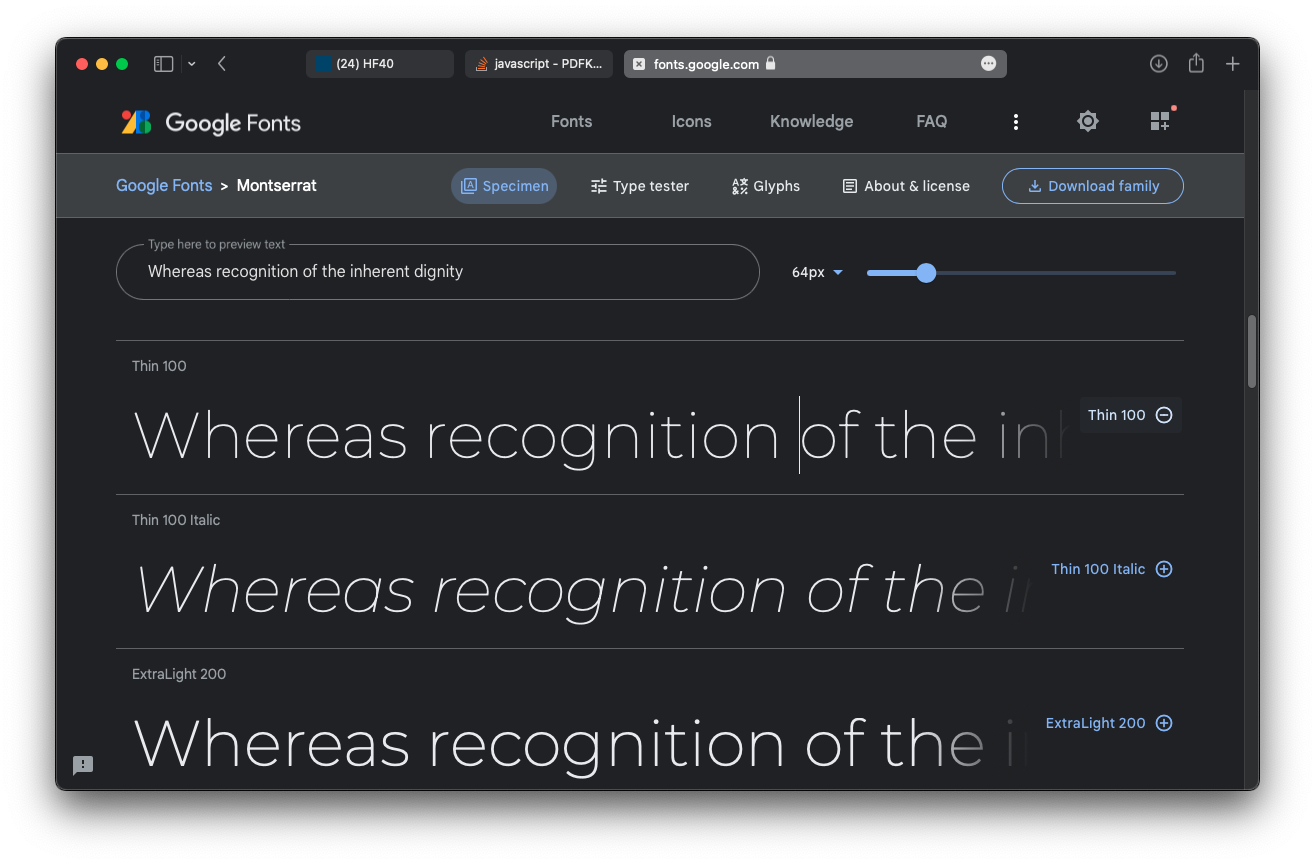 (24) HF40
javascript - PDFK...
fonts.google.com
Google Fonts
Fonts
Icons
Knowledge
FAQ
Google Fonts > Montserrat
Specimen
Type tester
Glyphs
About & license
Download family
Type here to preview text
Whereas recognition of the inherent dignity
64px
Thin 100
Whereas recognition of the in
Thin 100
Thin 100 Italic
Whereas recognition of the i
Thin 100 Italic
ExtraLight 200
Whereas recognition of the i
ExtraLight 200